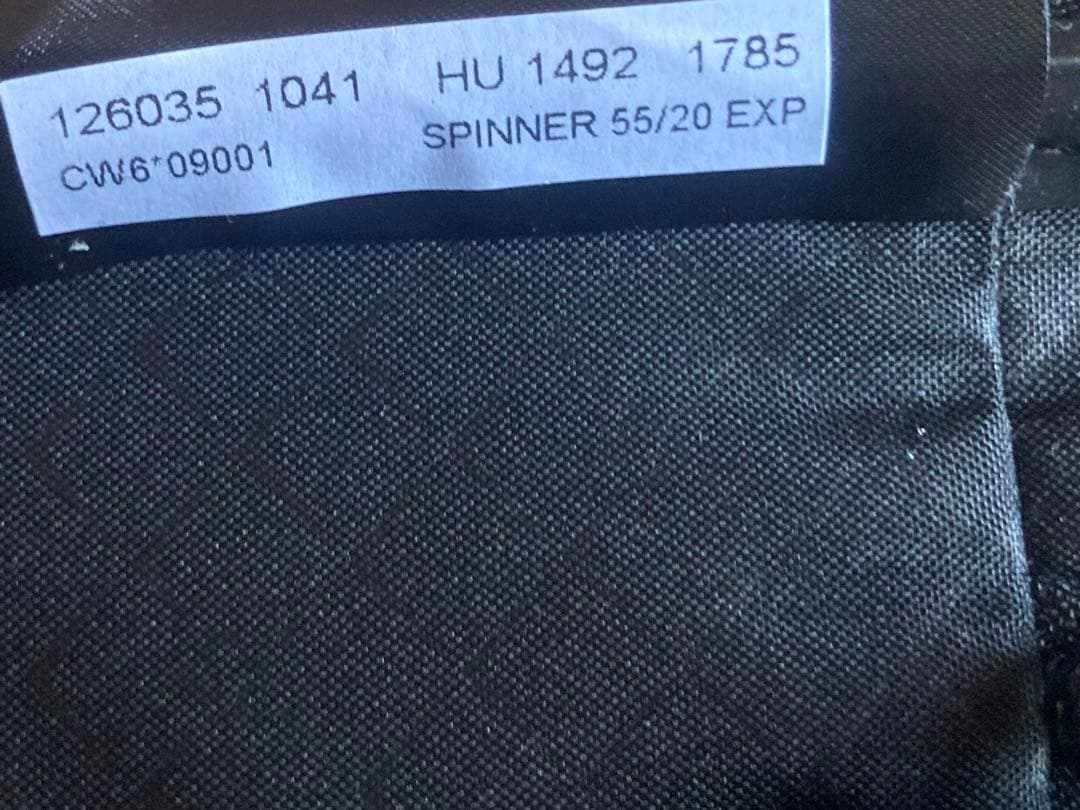 126035 1041 HU 1492 1785
CW6*09001 SPINNER 55/20 EXP